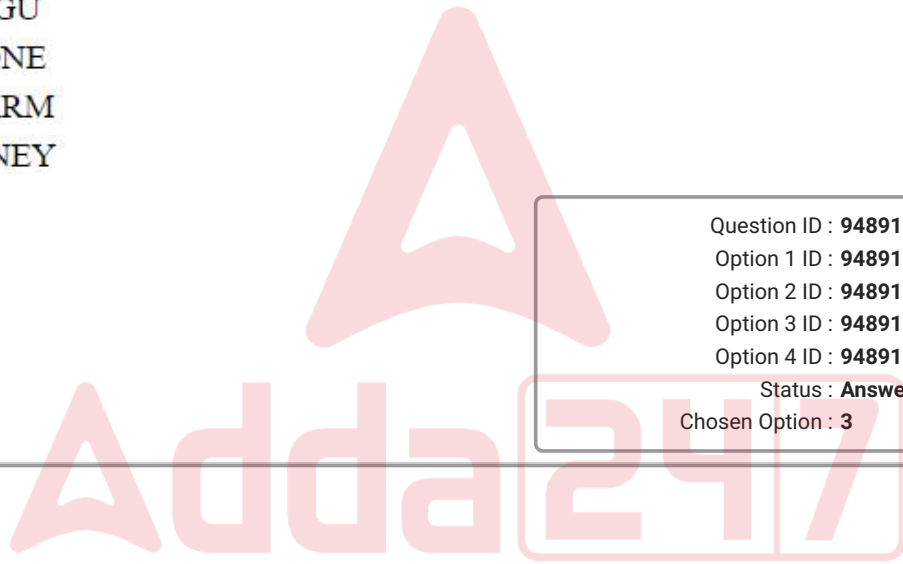 GU
NE
RM
NEY
Question ID : 94891
Option 1 ID : 94891
Option 2 ID : 94891
Option 3 ID : 94891
Option 4 ID : 94891
Status : Answe
Chosen Option : 3
Adda247